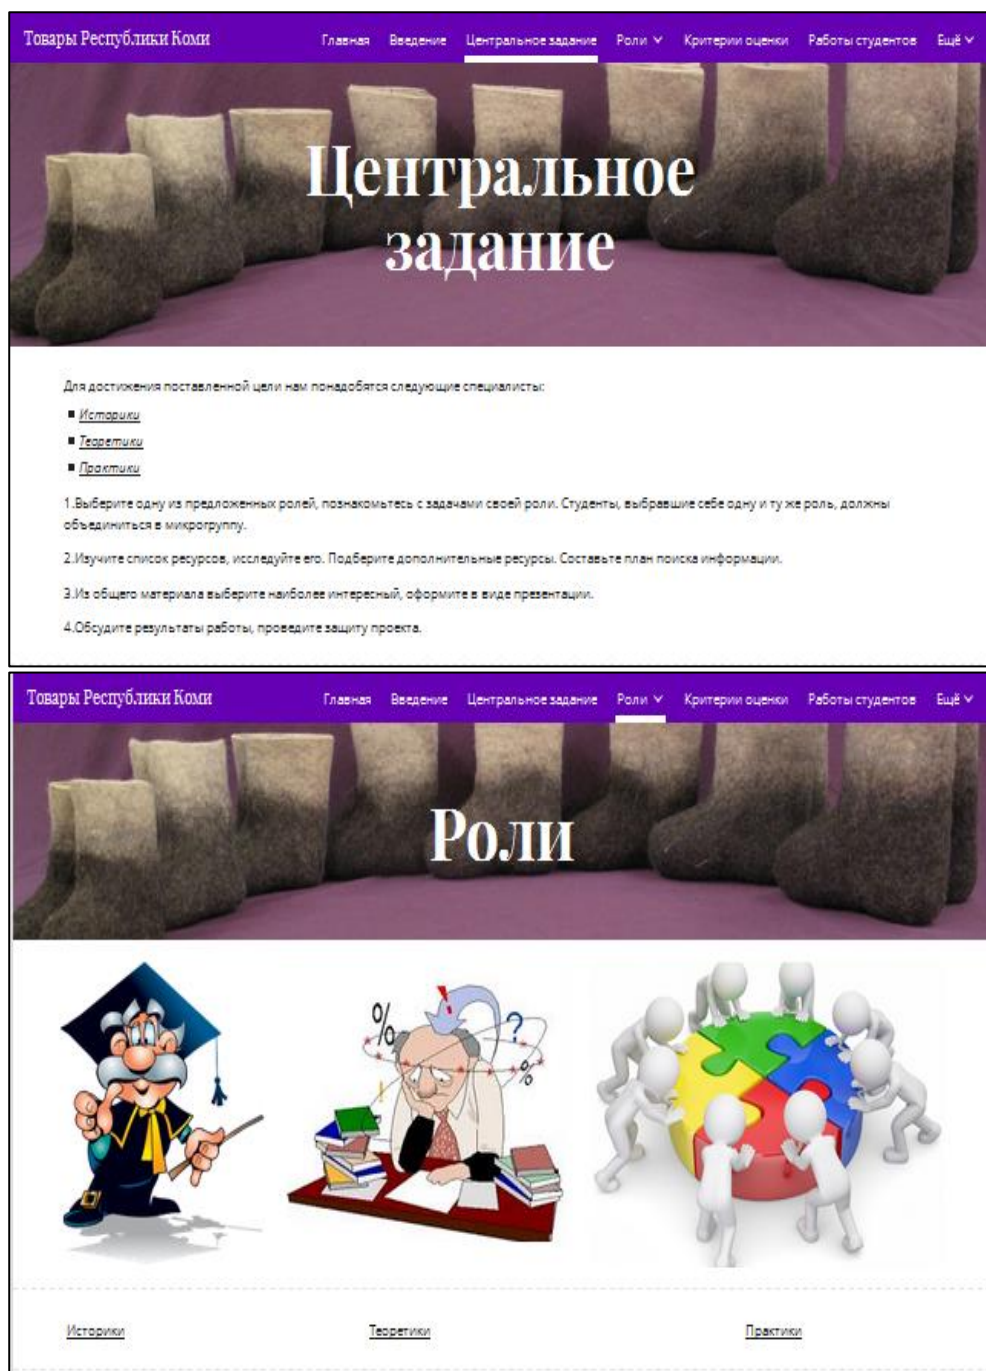 Товары Республики Коми Главная Введение Центральное задание Роли Критерии оценки Работы студентов Ещё
Центральное
задание
Для достижения поставленной цели нам понадобятся следующие специалисты:
Историки
Теоретики
Практики
1.Выберите одну из предложенных ролей, познакомьтесь с задачами своей роли. Студенты, выбравшие себе одну и ту же роль, должны
объединиться в микрогруппу.
2.Изучите список ресурсов, исследуйте его. Подберите дополнительные ресурсы. Составьте план поиска информации.
3.Из общего материала выберите наиболее интересный, оформите в виде презентации.
4.Обсудите результаты работы, проведите защиту проекта.
Товары Республики Коми Главная Введение Центральное задание Роли Критерии оценки Работы студентов Ещё
Роли
% ! ? ! %
Историки Теоретики Практики